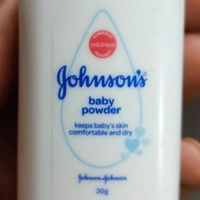 mildness
Johnson's
baby
powder
keeps baby's skin
comfortable and dry
Johnson & Johnson
30g